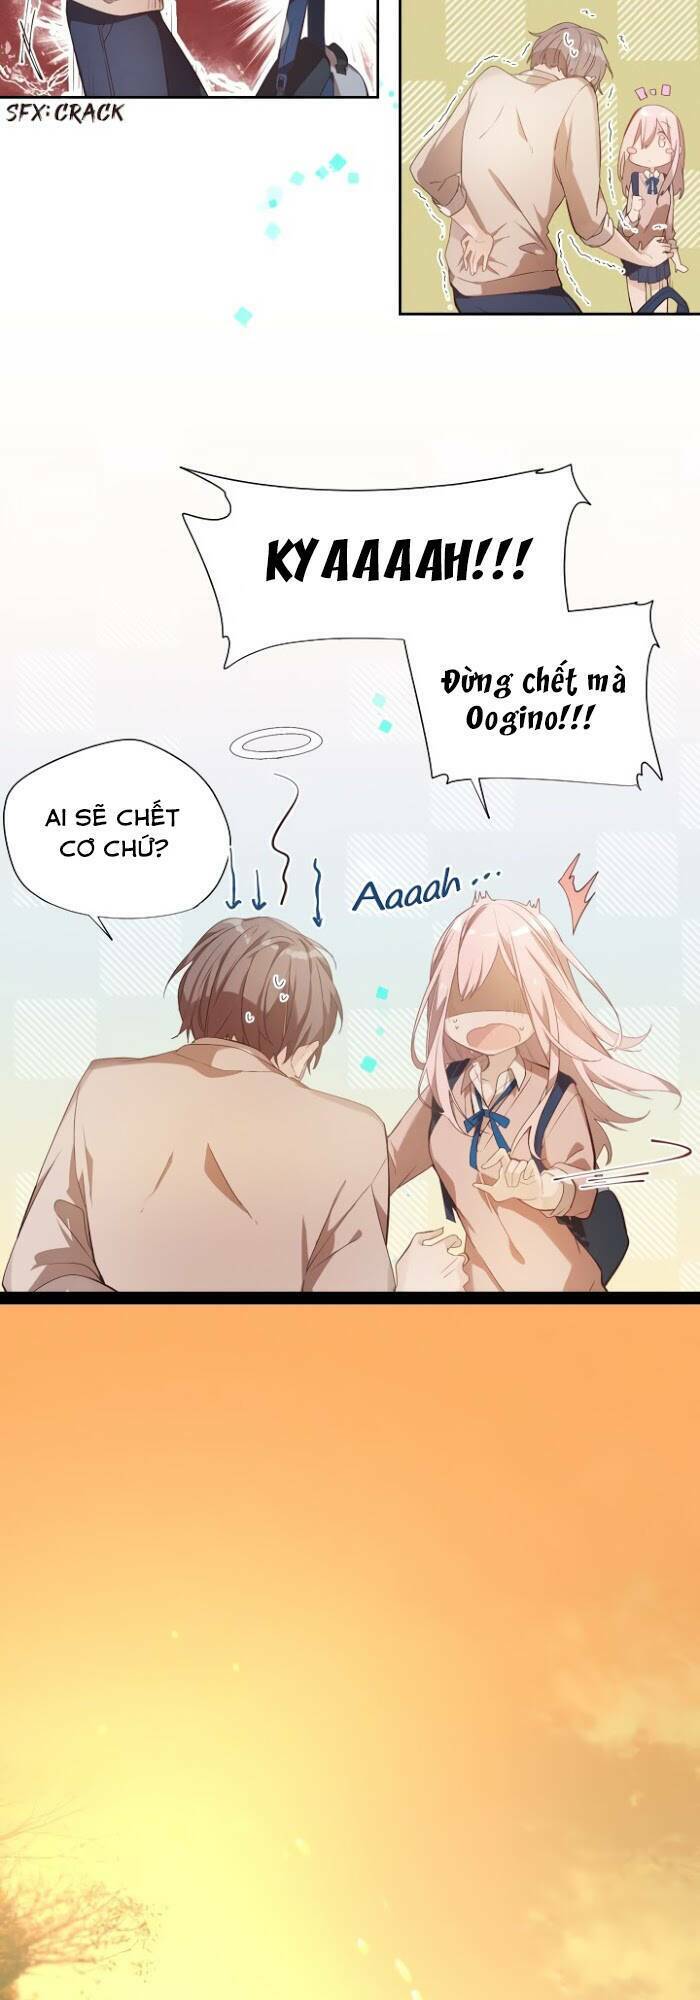 SFX: CRACK
KYAAAAH!!!
Đừng chết mà
Oogino!!!
AI SẼ CHẾT
CƠ CHỨ?
Aaaah...